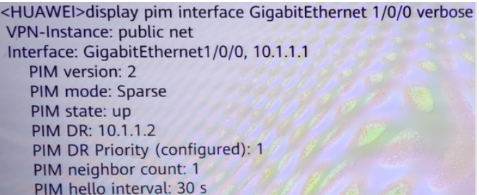 <HUAWEI>display pim interface GigabitEthernet 1/0/0 verbose
VPN-Instance: public net
Interface: GigabitEthernet1/0/0, 10.1.1.1
PIM version: 2
PIM mode: Sparse
PIM state: up
PIM DR: 10.1.1.2
PIM DR Priority (configured): 1
PIM neighbor count: 1
PIM hello interval: 30 s